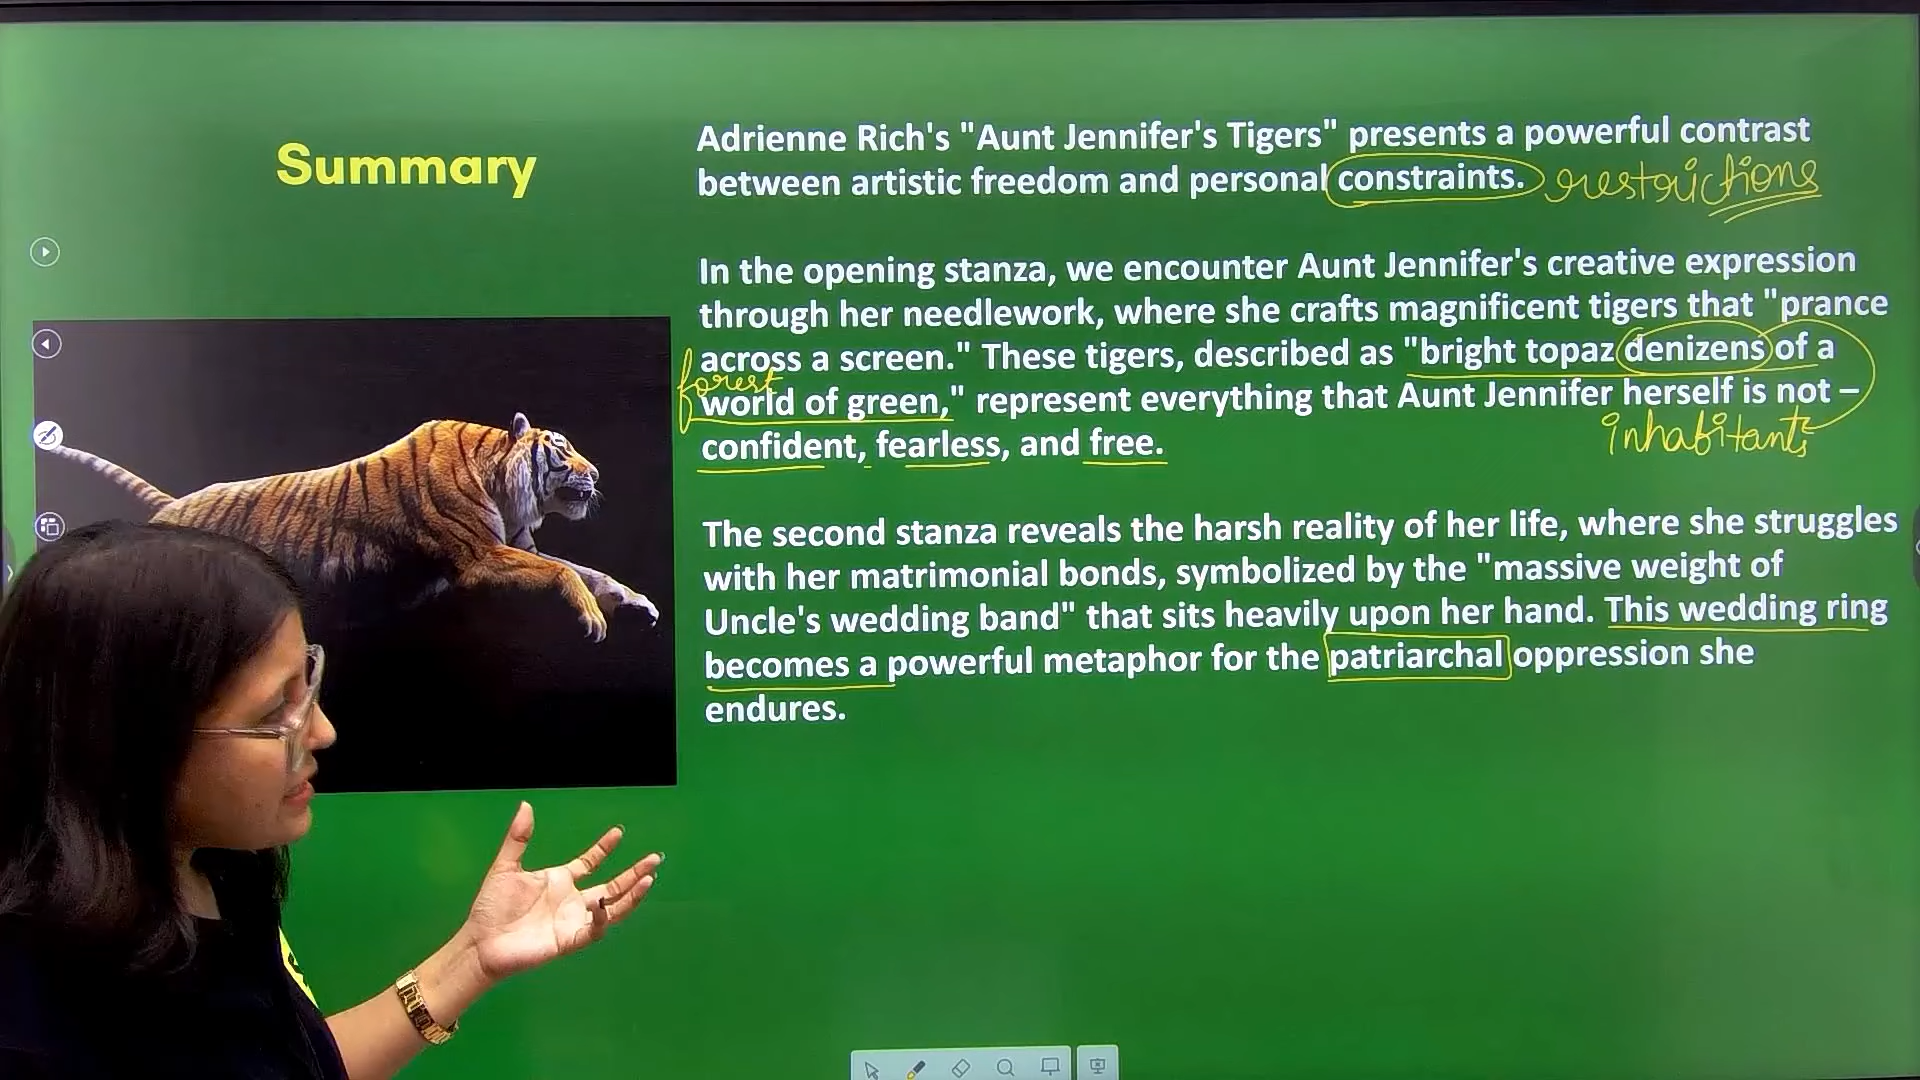 Summary
Adrienne Rich's "Aunt Jennifer's Tigers" presents a powerful contrast
between artistic freedom and personal constraints. restrictions
In the opening stanza, we encounter Aunt Jennifer's creative expression
through her needlework, where she crafts magnificent tigers that "prance
across a screen." These tigers, described as "bright topaz denizens of a
forest
world of green," represent everything that Aunt Jennifer herself is not –
inhabitants
confident, fearless, and free.
The second stanza reveals the harsh reality of her life, where she struggles
with her matrimonial bonds, symbolized by the "massive weight of
Uncle's wedding band" that sits heavily upon her hand. This wedding ring
becomes a powerful metaphor for the patriarchal oppression she
endures.